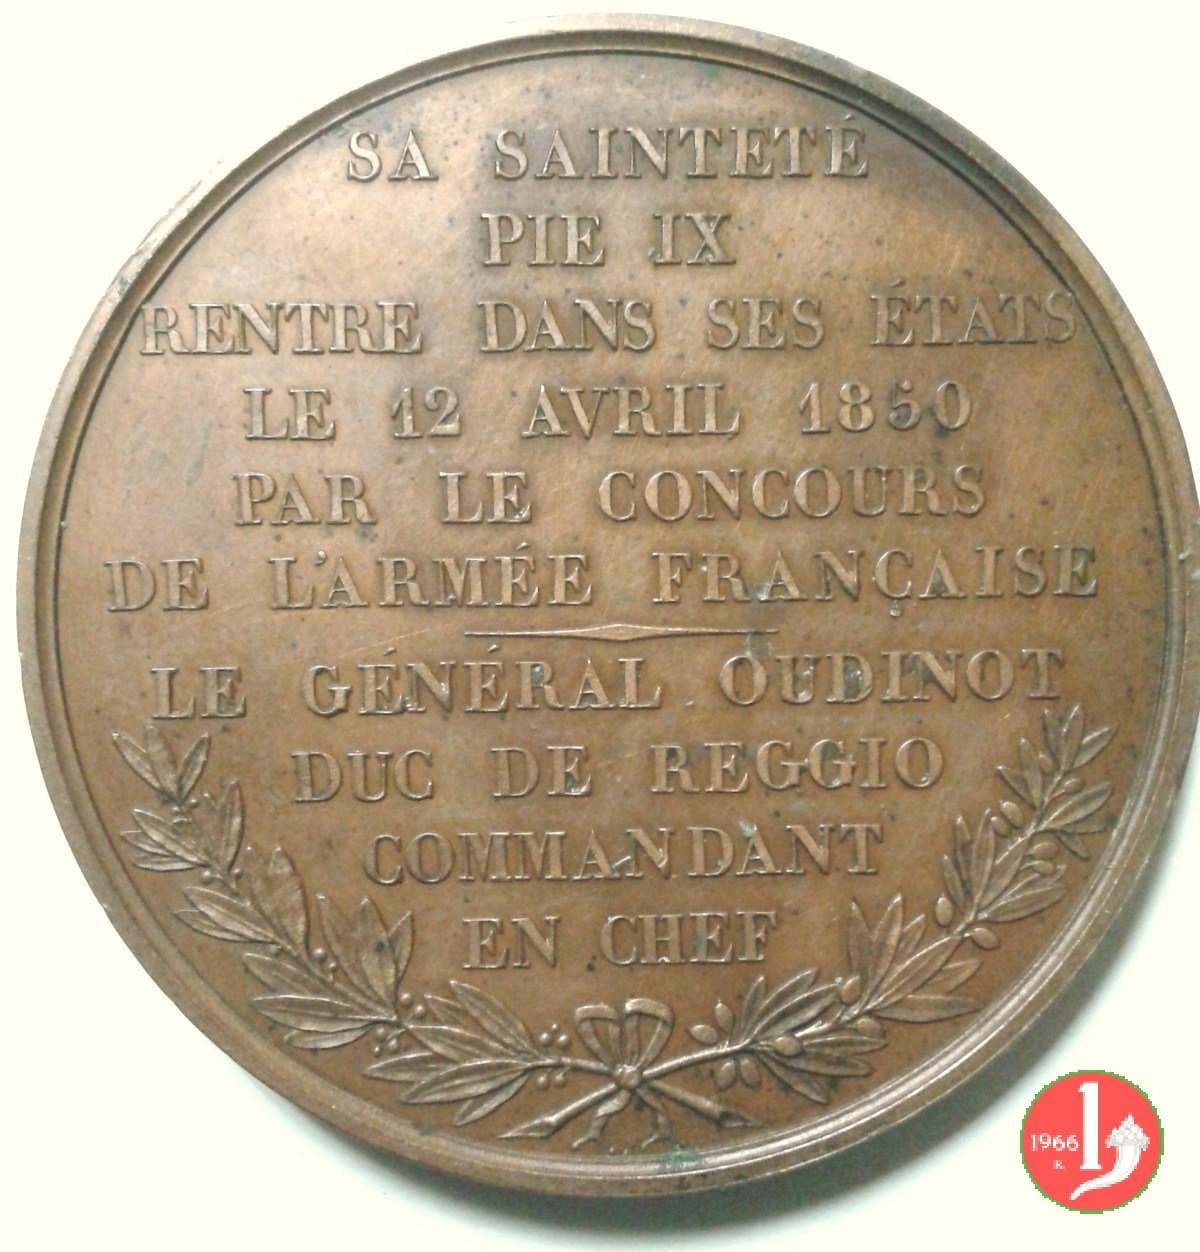 SA SAINTETÉ
PIE IX
RENTRE DANS SES ÉTATS
LE 12 AVRIL 1850
PAR LE CONCOURS
DE L'ARMÉE FRANÇAISE
LE GÉNÉRAL OUDINOT
DUC DE REGGIO
COMMANDANT
EN CHEF
1966
R.